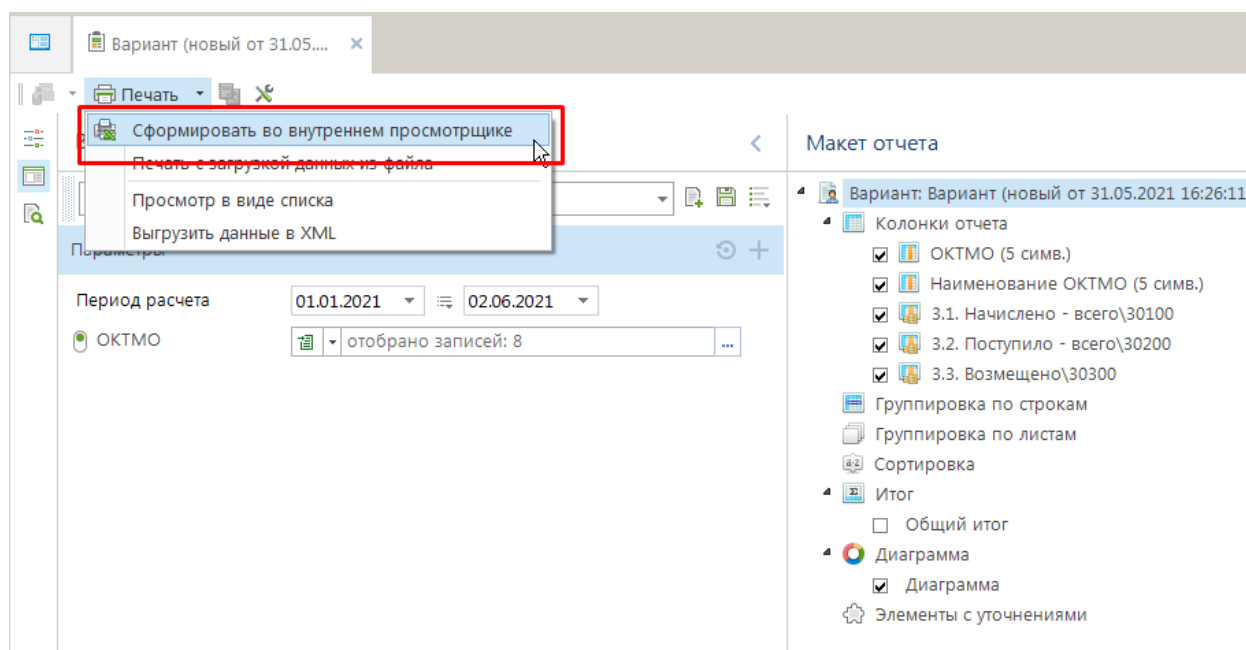 Вариант (новый от 31.05....
Печать
Сформировать во внутреннем просмотрщике
Печать с загрузкой данных из файла
Просмотр в виде списка
Выгрузить данные в XML
Параметры
Период расчета 01.01.2021 02.06.2021
ОКТМО отобрано записей: 8 ...
Макет отчета
Вариант: Вариант (новый от 31.05.2021 16:26:11
Колонки отчета
ОКТМО (5 симв.)
Наименование ОКТМО (5 симв.)
3.1. Начислено - всего\30100
3.2. Поступило - всего\30200
3.3. Возмещено\30300
Группировка по строкам
Группировка по листам
Сортировка
Итог
Общий итог
Диаграмма
Диаграмма
Элементы с уточнениями